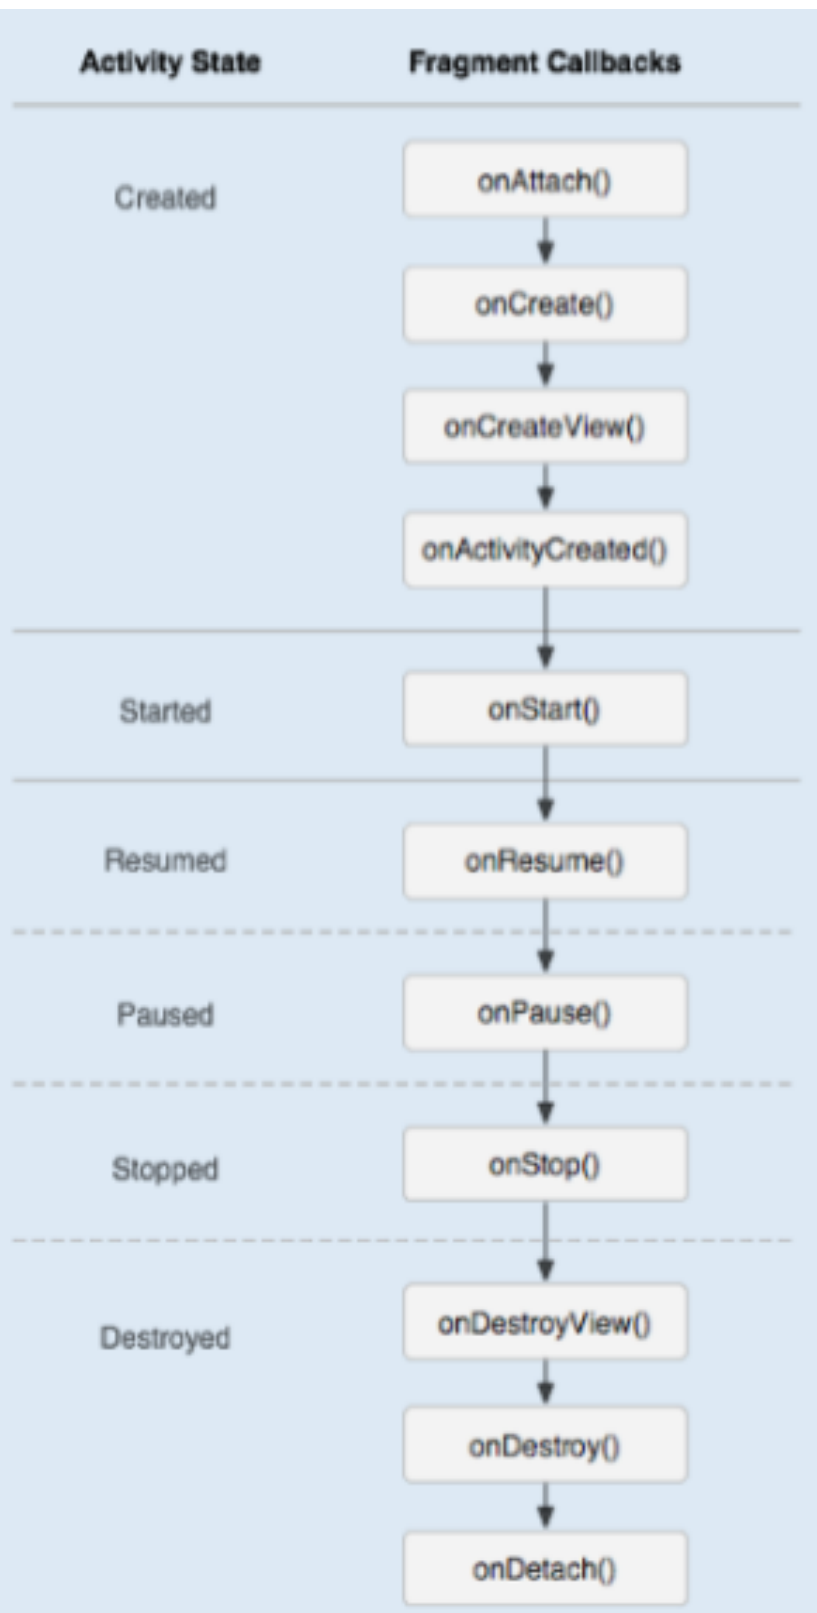 Activity State Fragment Callbacks
Created
onAttach()
onCreate()
onCreateView()
onActivityCreated()
Started
onStart()
Resumed
onResume()
Paused
onPause()
Stopped
onStop()
Destroyed
onDestroyView()
onDestroy()
onDetach()